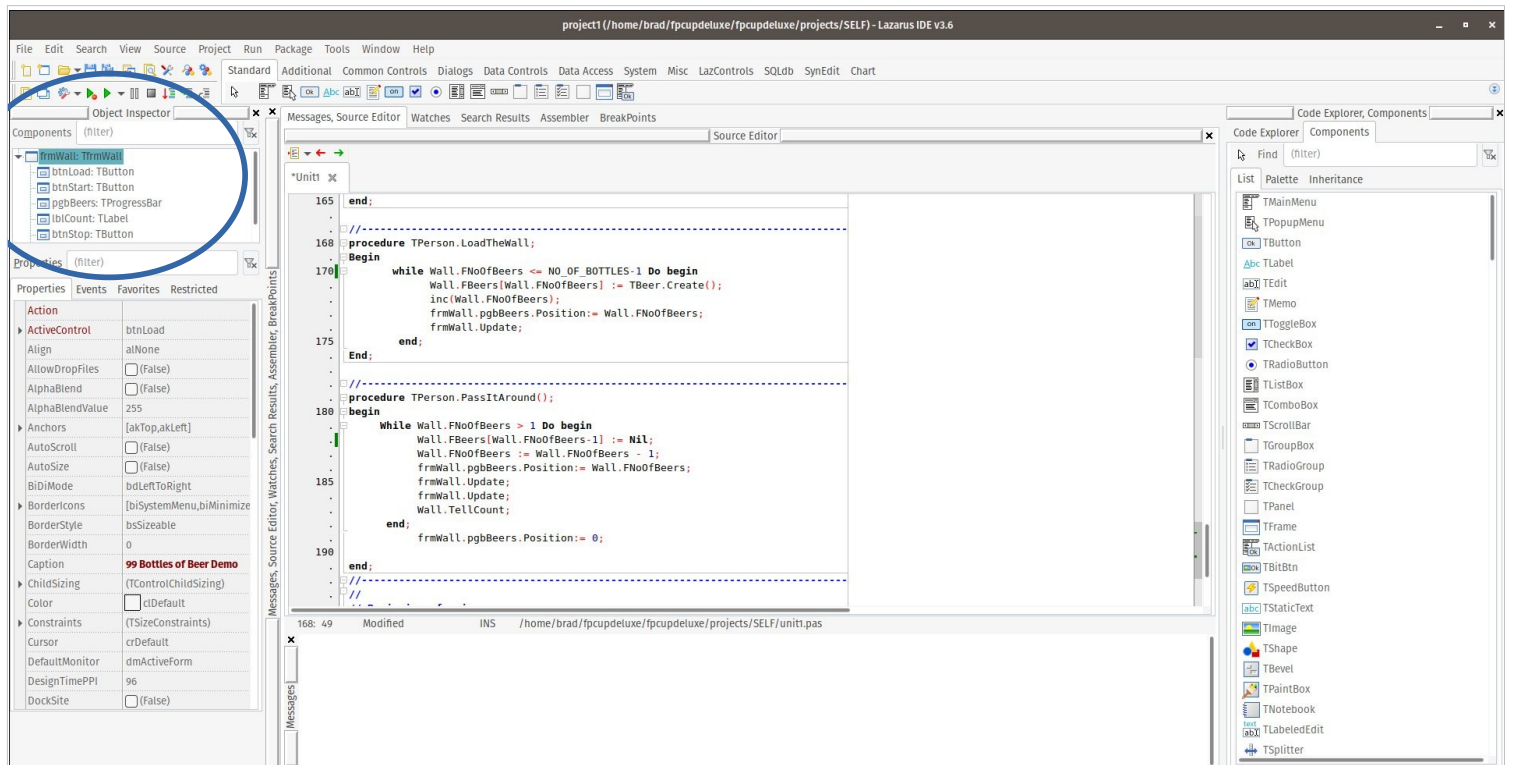 project1 (/home/brad/fpcupdeluxe/fpcupdeluxe/projects/SELF) - Lazarus IDE v3.6
File Edit Search View Source Project Run Package Tools Window Help
Standard Additional Common Controls Dialogs Data Controls Data Access System Misc LazControls SQLdb SynEdit Chart
Object Inspector
Components (filter)
frmWall: TfrmWall
btnLoad: TButton
btnStart: TButton
pgbBeers: TProgressBar
lblCount: TLabel
btnStop: TButton
Properties (filter)
Properties Events Favorites Restricted
Action
ActiveControl btnLoad
Align alNone
AllowDropFiles (False)
AlphaBlend (False)
AlphaBlendValue 255
Anchors [akTop,akLeft]
AutoScroll (False)
AutoSize (False)
BiDiMode bdLeftToRight
BorderIcons [biSystemMenu,biMinimize
BorderStyle bsSizeable
BorderWidth 0
Caption 99 Bottles of Beer Demo
ChildSizing (TControlChildSizing)
Color clDefault
Constraints (TSizeConstraints)
Cursor crDefault
DefaultMonitor dmActiveForm
DesignTimePPI 96
DockSite (False)
Messages, Source Editor, Watches, Search Results, Assembler, BreakPoints
Messages, Source Editor Watches Search Results Assembler BreakPoints
Source Editor
*Unit1
165 end;
.
. //--------------------------------------------------------------------------------
168 procedure TPerson.LoadTheWall;
. Begin
170 while Wall.FNoOfBeers <= NO_OF_BOTTLES-1 Do begin
. Wall.FBeers[Wall.FNoOfBeers] := TBeer.Create();
. inc(Wall.FNoOfBeers);
. frmWall.pgbBeers.Position:= Wall.FNoOfBeers;
. frmWall.Update;
175 end;
. End;
.
. //--------------------------------------------------------------------------------
. procedure TPerson.PassItAround();
180 begin
. While Wall.FNoOfBeers > 1 Do begin
. Wall.FBeers[Wall.FNoOfBeers-1] := Nil;
. Wall.FNoOfBeers := Wall.FNoOfBeers - 1;
. frmWall.pgbBeers.Position:= Wall.FNoOfBeers;
185 frmWall.Update;
. frmWall.Update;
. Wall.TellCount;
. end;
. frmWall.pgbBeers.Position:= 0;
190
. end;
. //--------------------------------------------------------------------------------
. //
168: 49 Modified INS /home/brad/fpcupdeluxe/fpcupdeluxe/projects/SELF/unit1.pas
Messages
Code Explorer, Components
Code Explorer Components
Find (filter)
List Palette Inheritance
TMainMenu
TPopupMenu
Ok TButton
Abc TLabel
abI TEdit
TMemo
on TToggleBox
TCheckBox
TRadioButton
TListBox
TComboBox
TScrollBar
TGroupBox
TRadioGroup
TCheckGroup
TPanel
TFrame
TActionList
TBitBtn
TSpeedButton
abc TStaticText
TImage
TShape
TBevel
TPaintBox
TNotebook
TLabeledEdit
TSplitter